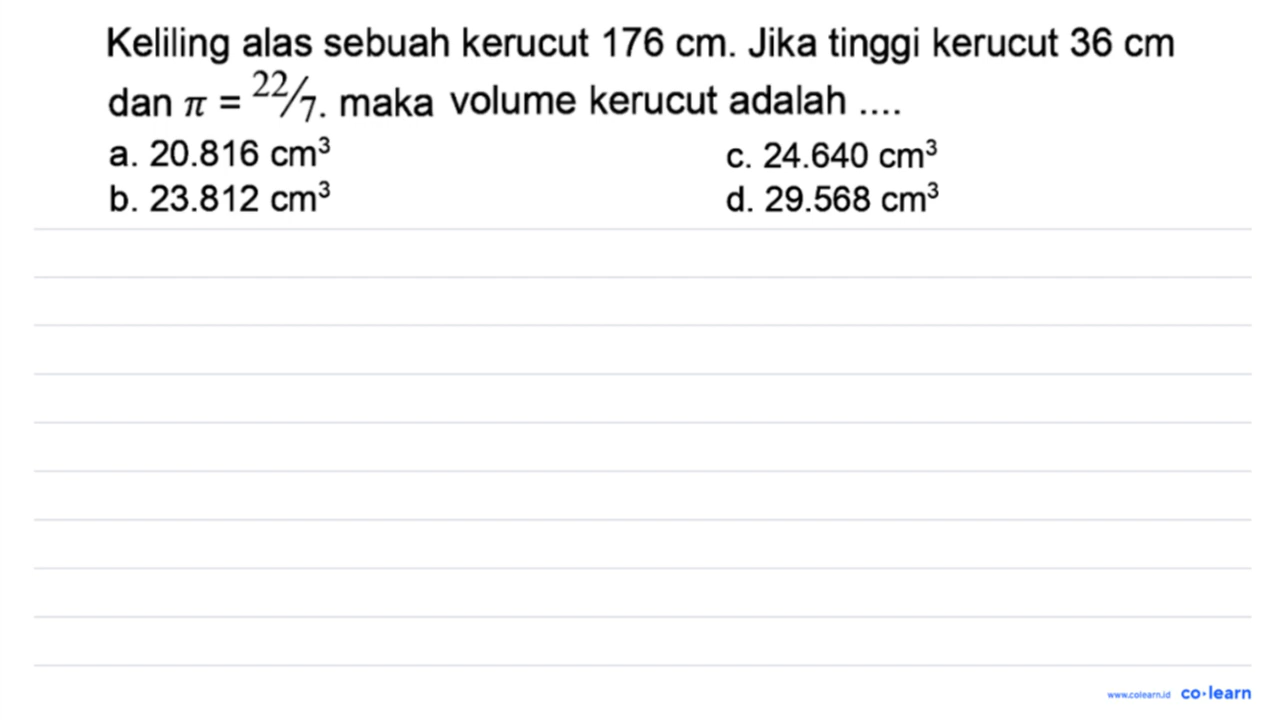 Keliling alas sebuah kerucut 176 cm. Jika tinggi kerucut 36 cm
dan π = 22/7. maka volume kerucut adalah ....
a. 20.816 cm³ c. 24.640 cm³
b. 23.812 cm³ d. 29.568 cm³
www.colearn.id co·learn